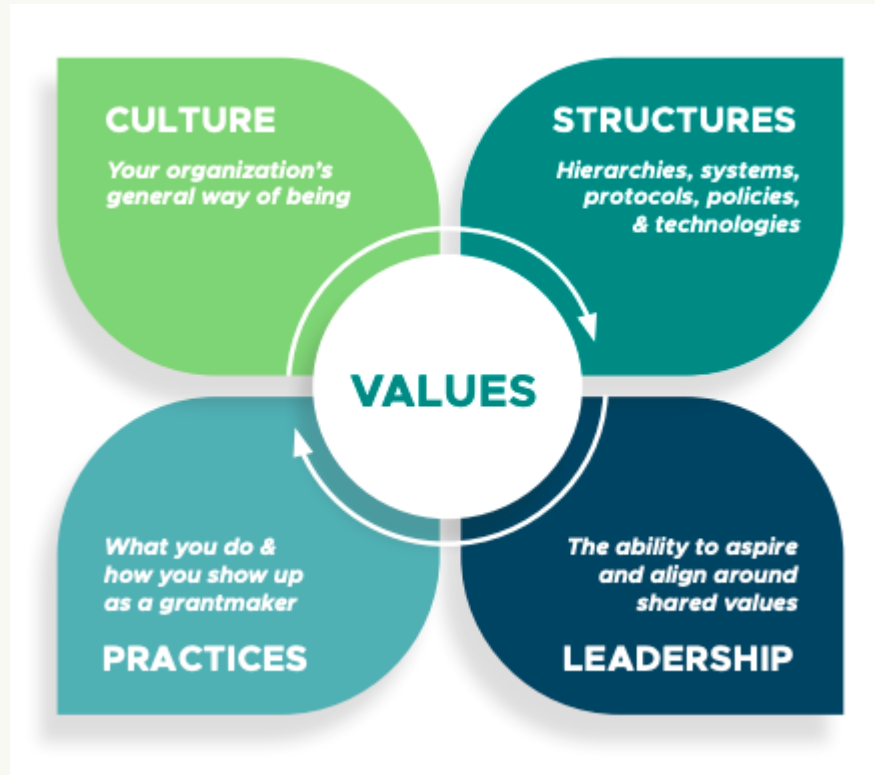 CULTURE
Your organization's
general way of being
STRUCTURES
Hierarchies, systems,
protocols, policies,
& technologies
VALUES
What you do &
how you show up
as a grantmaker
PRACTICES
The ability to aspire
and align around
shared values
LEADERSHIP